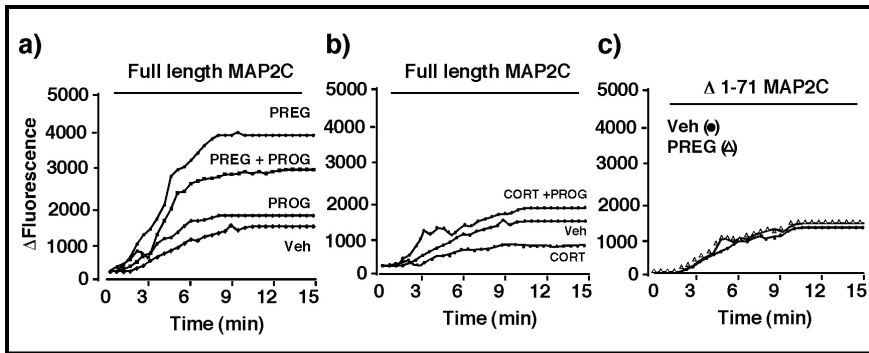 a)
Full length MAP2C
ΔFluorescence
5000
4000
3000
2000
1000
0
PREG
PREG + PROG
PROG
Veh
0 3 6 9 12 15
Time (min)
b)
Full length MAP2C
5000
4000
3000
2000
1000
0
CORT +PROG
Veh
CORT
0 3 6 9 12 15
Time (min)
c)
Δ 1-71 MAP2C
Veh (●)
PREG (△)
5000
4000
3000
2000
1000
0
0 3 6 9 12 15
Time (min)